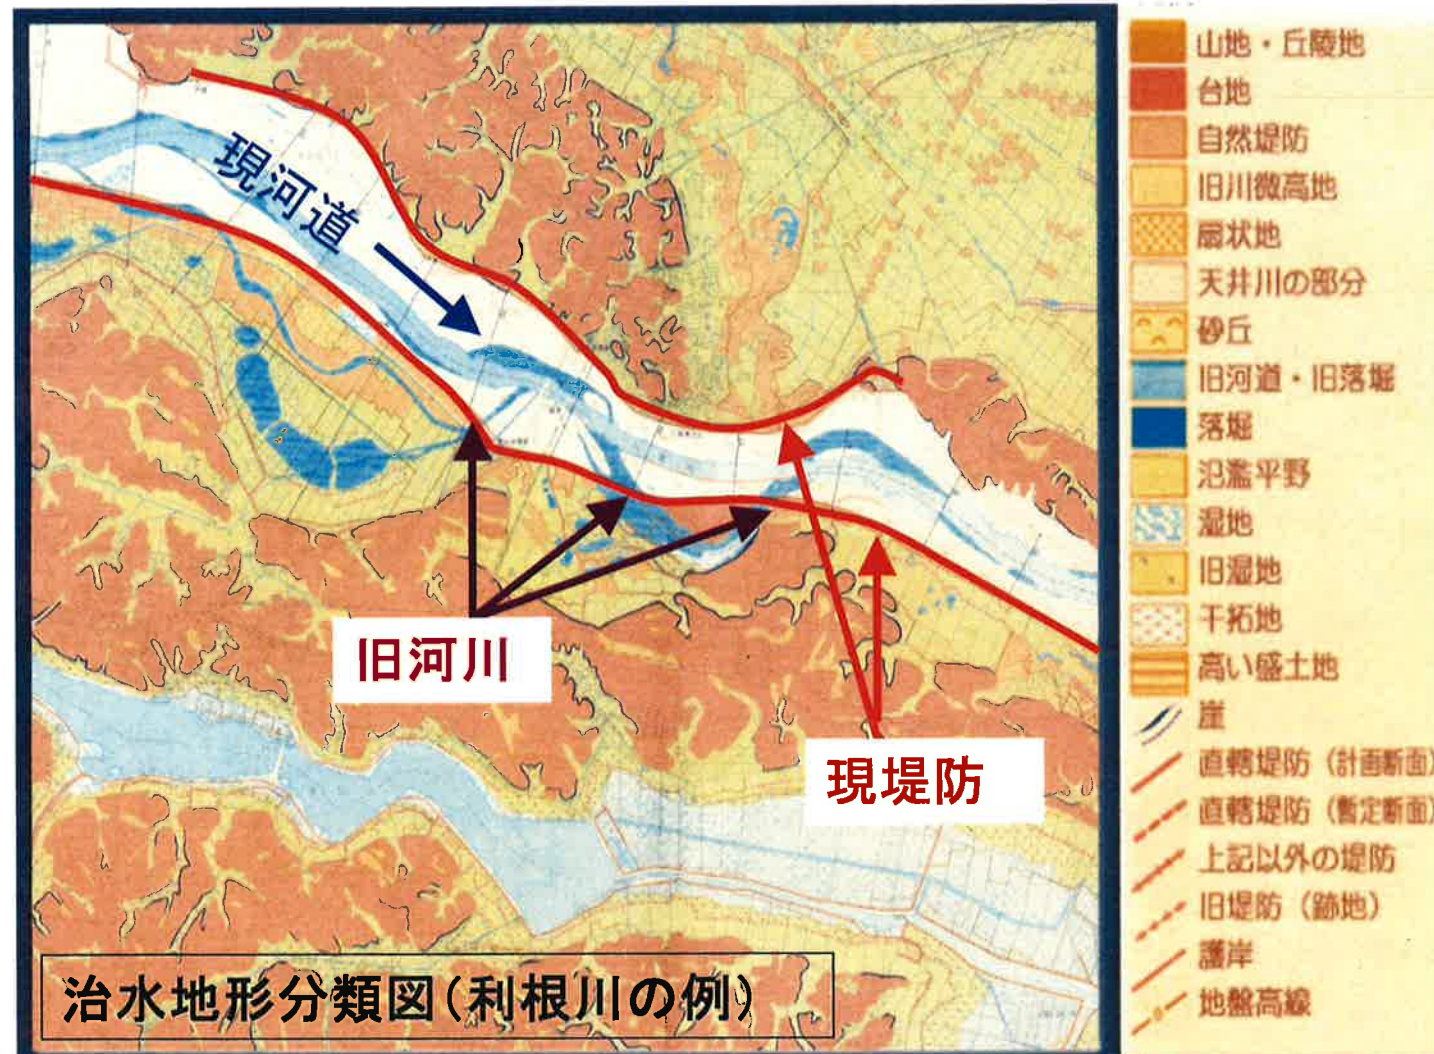 現河道
旧河川
現堤防
治水地形分類図(利根川の例)
山地・丘陵地
台地
自然堤防
旧川微高地
扇状地
天井川の部分
砂丘
旧河道・旧落堀
落堀
氾濫平野
湿地
旧湿地
干拓地
高い盛土地
崖
直轄堤防(計画断面)
直轄堤防(暫定断面)
上記以外の堤防
旧堤防(跡地)
護岸
地盤高線